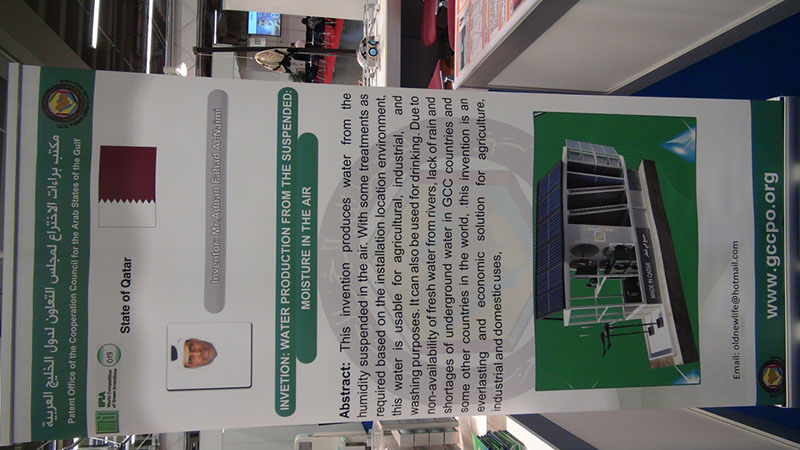 مكتب براءات الاختراع لمجلس التعاون لدول الخليج العربية
Patent Office of the Cooperation Council for the Arab States of the Gulf
State of Qatar
Inventor: Mr. Adnan Fahad Al-Naimi
INVETION: WATER PRODUCTION FROM THE SUSPENDED:
MOISTURE IN THE AIR
Abstract: This invention produces water from the
humidity suspended in the air. With some treatments as
required based on the installation location environment,
this water is usable for agricultural, industrial, and
washing purposes. It can also be used for drinking. Due to
non-availability of fresh water from rivers, lack of rain and
shortages of underground water in GCC countries and
some other countries in the world, this invention is an
everlasting and economic solution for agriculture,
industrial and domestic uses,
MADE IN QATAR
Email: oldnewlife@hotmail.com
www.gccpo.org